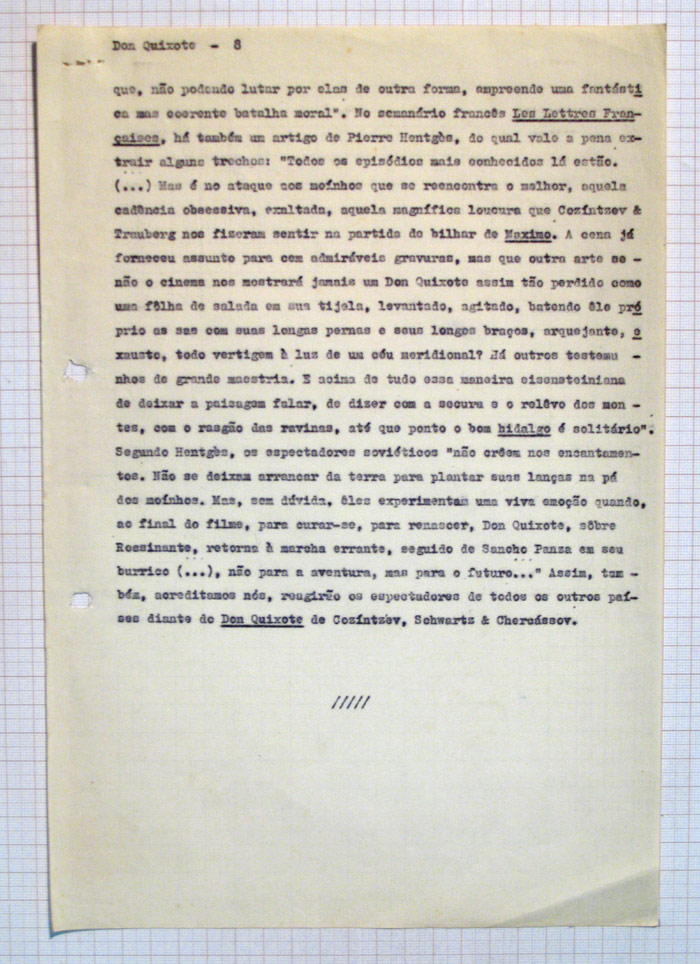 Don Quixote - 8
que, não podendo lutar por elas de outra forma, empreende uma fantásti
ca mas coerente batalha moral". No semanário francês Les Lettres Fran-
çaises, há também um artigo de Pierre Hentgès, do qual vale a pena ex-
trair alguns trechos: "Todos os episódios mais conhecidos lá estão.
(...) Mas é no ataque aos moínhos que se reencontra o melhor, aquela
cadência obsessiva, exaltada, aquela magnífica loucura que Cozíntzev &
Trauberg nos fizeram sentir na partida de bilhar de Maximo. A cena já
forneceu assunto para cem admiráveis gravuras, mas que outra arte se -
não o cinema nos mostrará jamais um Don Quixote assim tão perdido como
uma fôlha de salada em sua tijela, levantado, agitado, batendo êle pró
prio as sas com suas longas pernas e seus longos braços, arquejante, e
xausto, todo vertigem à luz de um céu meridional? Há outros testemu -
nhos de grande maestria. E acima de tudo essa maneira eisensteiniana
de deixar a paisagem falar, de dizer com a secura e o relêvo dos mon -
tes, com o rasgão das ravinas, até que ponto o bom hidalgo é solitário".
Segundo Hentgès, os espectadores soviéticos "não crêem nos encantamen-
tos. Não se deixam arrancar da terra para plantar suas lanças na pá
dos moínhos. Mas, sem dúvida, êles experimentam uma viva emoção quando,
ao final do filme, para curar-se, para renascer, Don Quixote, sôbre
Rossinante, retorna à marcha errante, seguido de Sancho Panza em seu
burrico (...), não para a aventura, mas para o futuro..." Assim, tam -
bém, acreditamos nós, reagirão os espectadores de todos os outros paí-
ses diante do Don Quixote de Cozíntzev, Schwartz & Chercássov.
/////